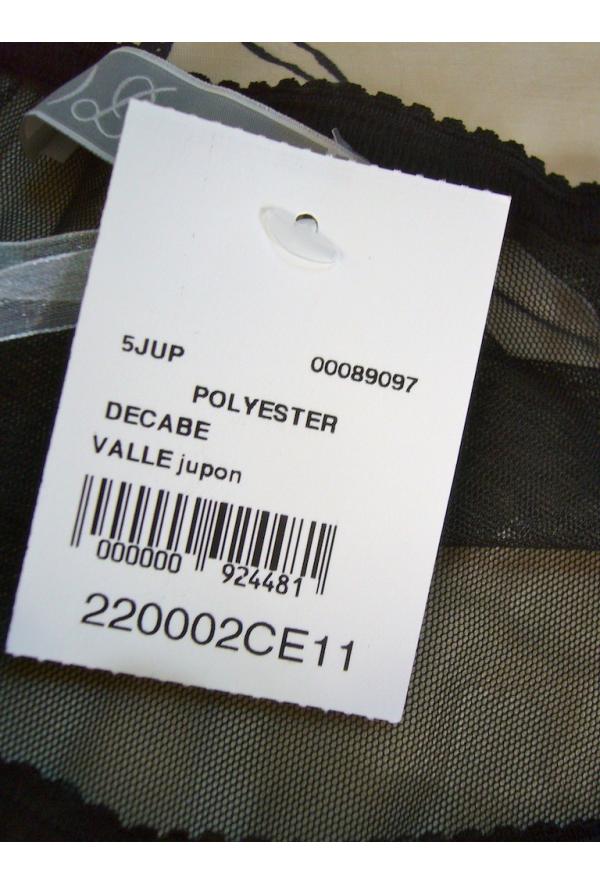 5JUP 00089097
POLYESTER
DECABE
VALLE jupon
000000 924481
220002CE11